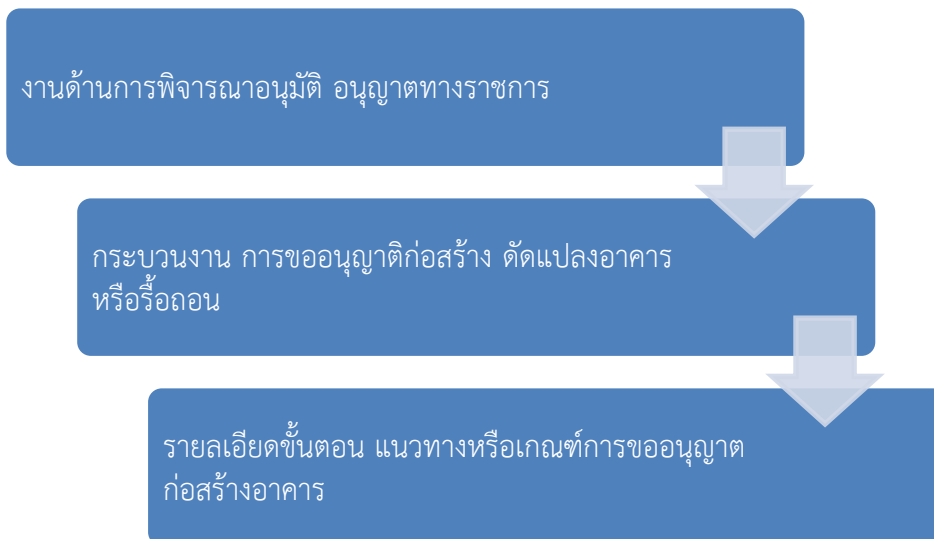 งานด้านการพิจารณาอนุมัติ อนุญาตทางราชการ
กระบวนงาน การขออนุญาติก่อสร้าง ดัดแปลงอาคาร
หรือรื้อถอน
รายลเอียดขั้นตอน แนวทางหรือเกณฑ์การขออนุญาต
ก่อสร้างอาคาร